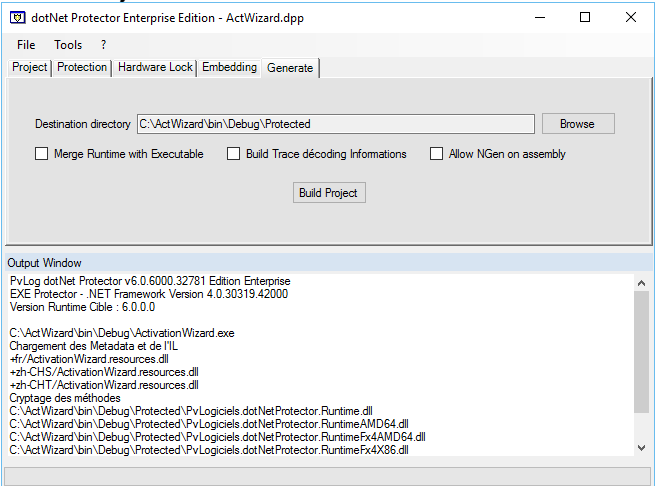 dotNet Protector Enterprise Edition - ActWizard.dpp
File Tools ?
Project Protection Hardware Lock Embedding Generate
Destination directory C:\ActWizard\bin\Debug\Protected Browse
Merge Runtime with Executable Build Trace décoding Informations Allow NGen on assembly
Build Project
Output Window
PvLog dotNet Protector v6.0.6000.32781 Edition Enterprise
EXE Protector - .NET Framework Version 4.0.30319.42000
Version Runtime Cible : 6.0.0.0
C:\ActWizard\bin\Debug\ActivationWizard.exe
Chargement des Metadata et de l'IL
+fr/ActivationWizard.resources.dll
+zh-CHS/ActivationWizard.resources.dll
+zh-CHT/ActivationWizard.resources.dll
Cryptage des méthodes
C:\ActWizard\bin\Debug\Protected\PvLogiciels.dotNetProtector.Runtime.dll
C:\ActWizard\bin\Debug\Protected\PvLogiciels.dotNetProtector.RuntimeAMD64.dll
C:\ActWizard\bin\Debug\Protected\PvLogiciels.dotNetProtector.RuntimeFx4AMD64.dll
C:\ActWizard\bin\Debug\Protected\PvLogiciels.dotNetProtector.RuntimeFx4X86.dll